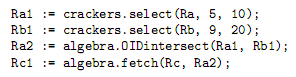 Ra1 := crackers.select(Ra, 5, 10);
Rb1 := crackers.select(Rb, 9, 20);
Ra2 := algebra.OIDintersect(Ra1, Rb1);
Rc1 := algebra.fetch(Rc, Ra2);